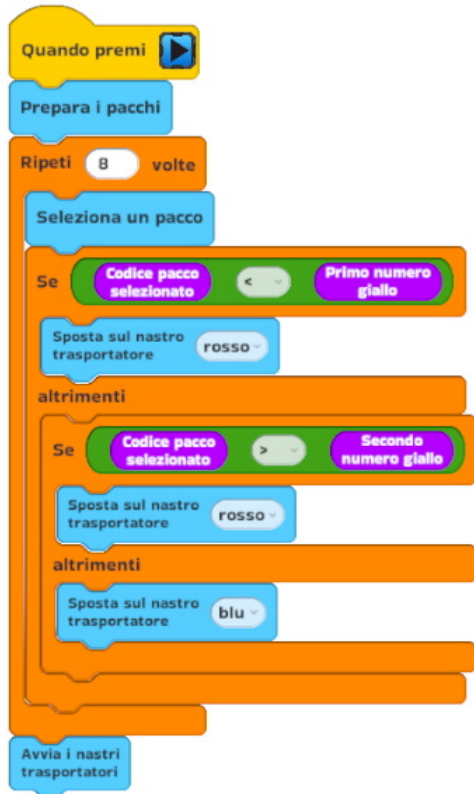 Quando premi
Prepara i pacchi
Ripeti 8 volte
Seleziona un pacco
Se Codice pacco selezionato < Primo numero giallo
Sposta sul nastro trasportatore rosso
altrimenti
Se Codice pacco selezionato > Secondo numero giallo
Sposta sul nastro trasportatore rosso
altrimenti
Sposta sul nastro trasportatore blu
Avvia i nastri
trasportatori